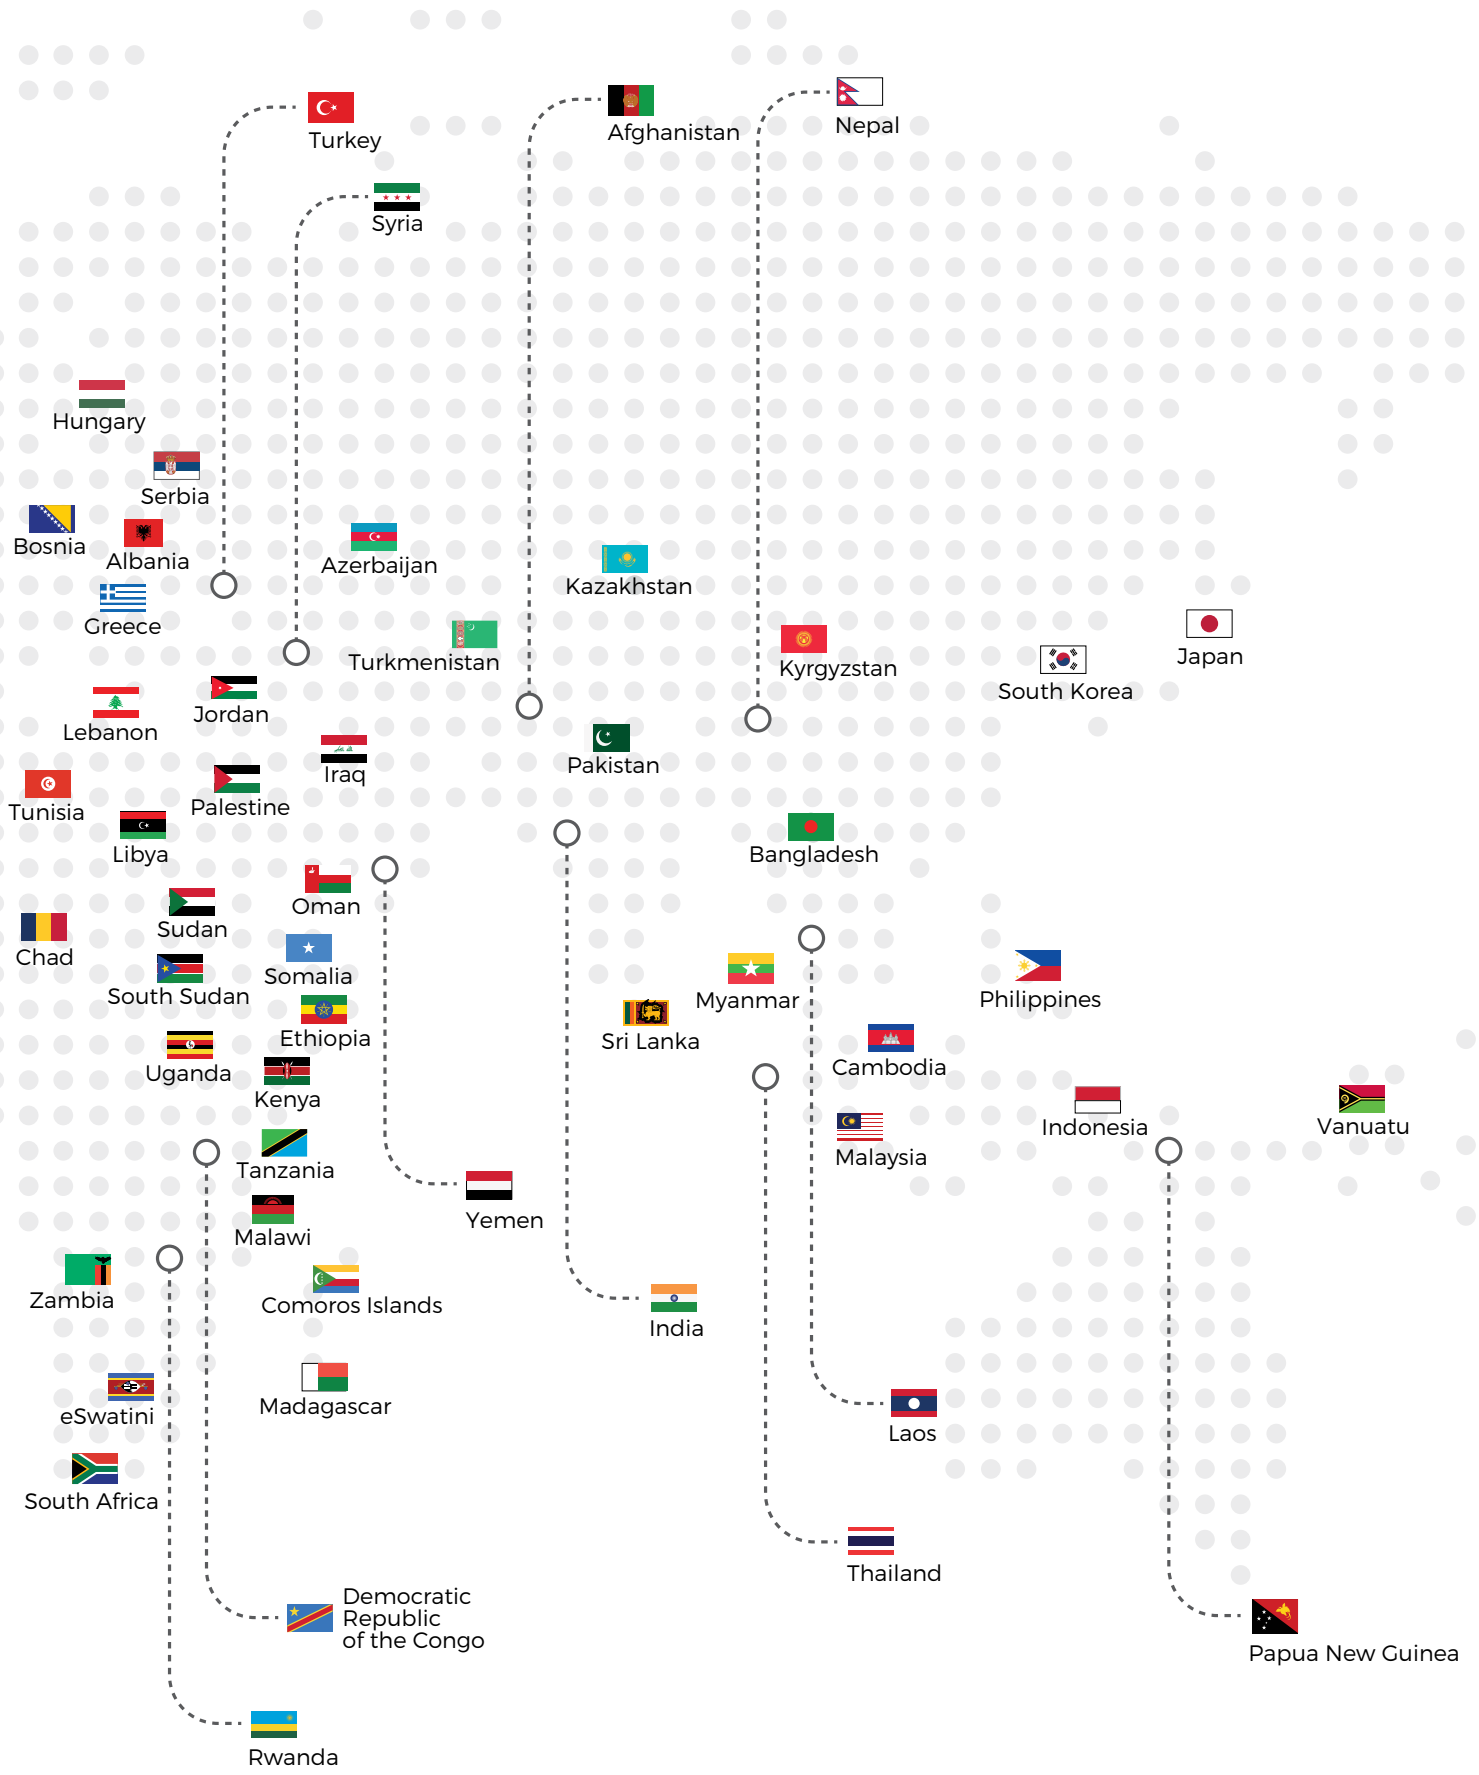 Turkey
Afghanistan
Nepal
Syria
Hungary
Serbia
Bosnia
Albania
Azerbaijan
Kazakhstan
Greece
Turkmenistan
Kyrgyzstan
Japan
South Korea
Jordan
Lebanon
Iraq
Pakistan
Tunisia
Palestine
Libya
Bangladesh
Oman
Sudan
Chad
Somalia
South Sudan
Myanmar
Philippines
Ethiopia
Sri Lanka
Uganda
Cambodia
Kenya
Indonesia
Vanuatu
Malaysia
Tanzania
Yemen
Malawi
Zambia
Comoros Islands
India
Madagascar
eSwatini
Laos
South Africa
Thailand
Democratic
Republic
of the Congo
Papua New Guinea
Rwanda